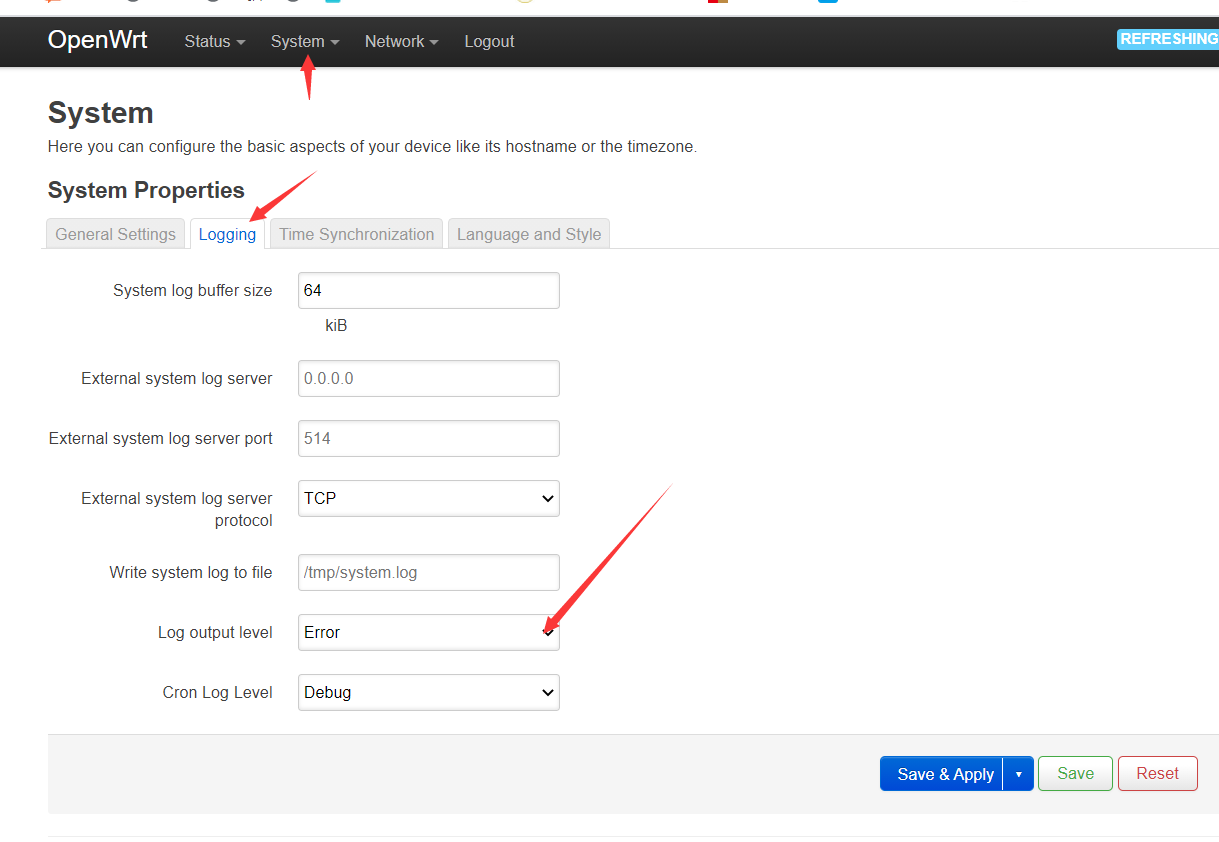 OpenWrt Status System Network Logout REFRESHING
System
Here you can configure the basic aspects of your device like its hostname or the timezone.
System Properties
General Settings Logging Time Synchronization Language and Style
System log buffer size 64
kiB
External system log server 0.0.0.0
External system log server port 514
External system log server TCP
protocol
Write system log to file /tmp/system.log
Log output level Error
Cron Log Level Debug
Save & Apply Save Reset